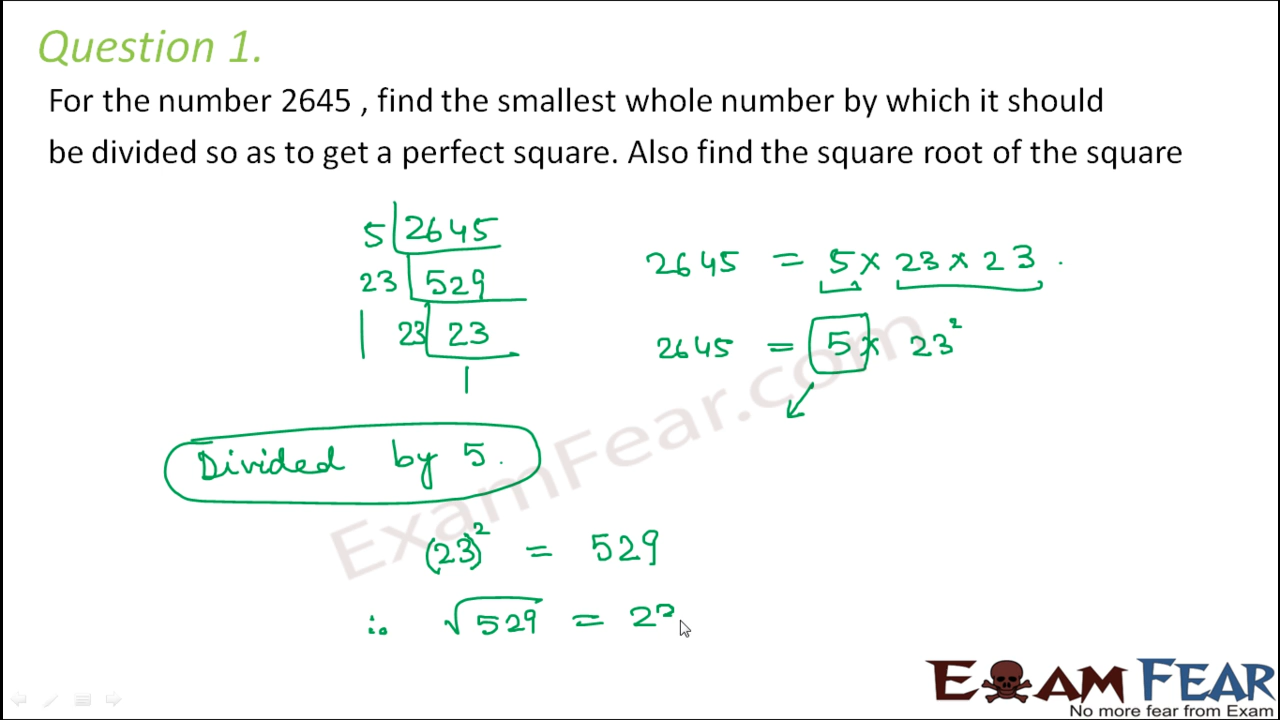 Question 1.
For the number 2645 , find the smallest whole number by which it should
be divided so as to get a perfect square. Also find the square root of the square
5 | 2645
23 | 529
| 23 | 23
1
2645 = 5 × 23 × 23 .
2645 = 5 × 23²
Divided by 5.
(23)² = 529
∴ √529 = 23
ExamFear.com
EXAM FEAR
No more fear from Exam